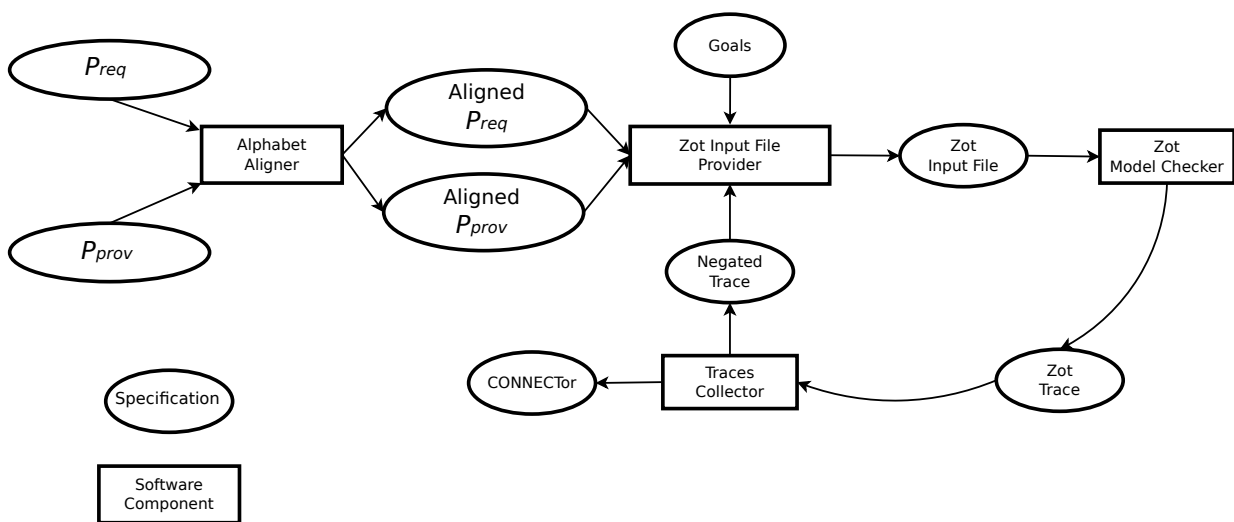 Goals
Preq
Aligned
Preq
Alphabet
Aligner
Zot Input File
Provider
Zot
Input File
Zot
Model Checker
Aligned
Pprov
Pprov
Negated
Trace
CONNECTor
Traces
Collector
Zot
Trace
Specification
Software
Component